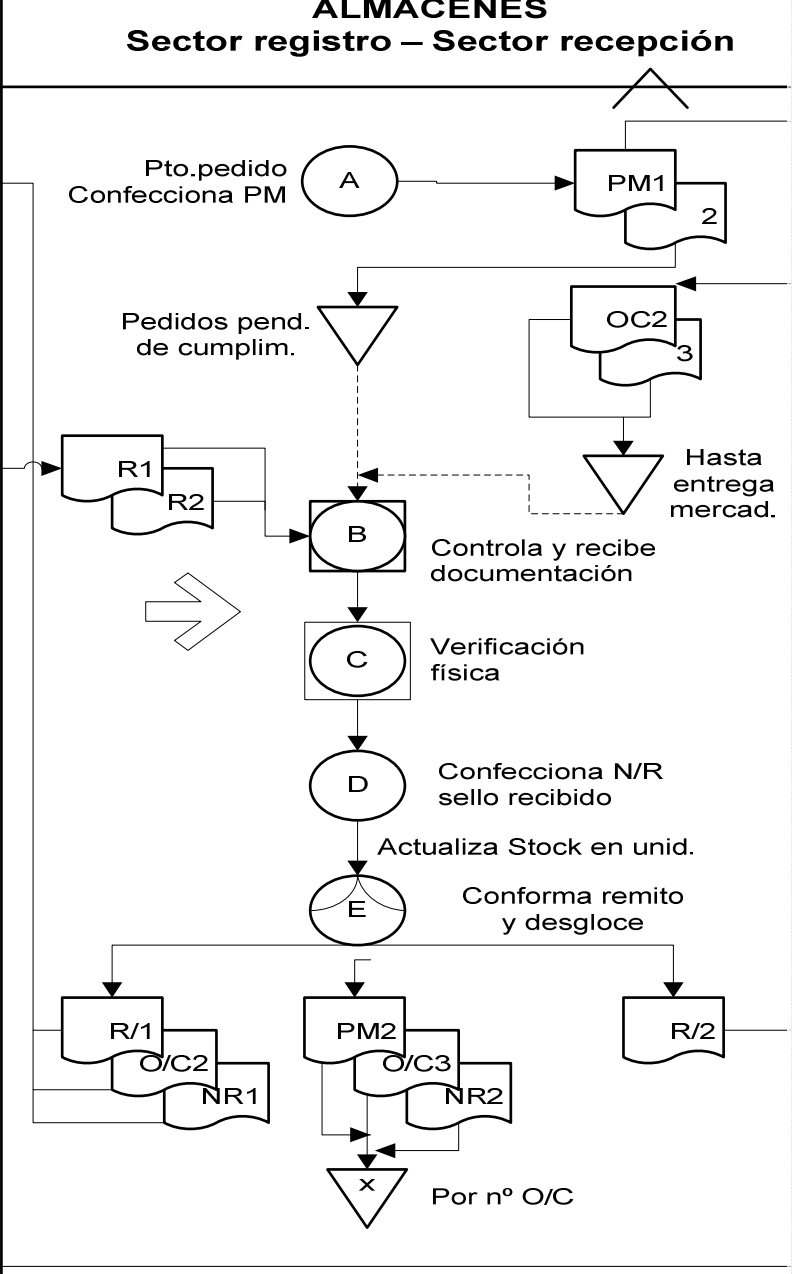 ALMACENES
Sector registro – Sector recepción
Pto.pedido
Confecciona PM
A
PM1
2
Pedidos pend.
de cumplim.
OC2
3
R1
R2
Hasta
entrega
mercad.
B
Controla y recibe
documentación
C
Verificación
física
D
Confecciona N/R
sello recibido
Actualiza Stock en unid.
E
Conforma remito
y desgloce
R/1
O/C2
NR1
PM2
O/C3
NR2
R/2
x
Por nº O/C